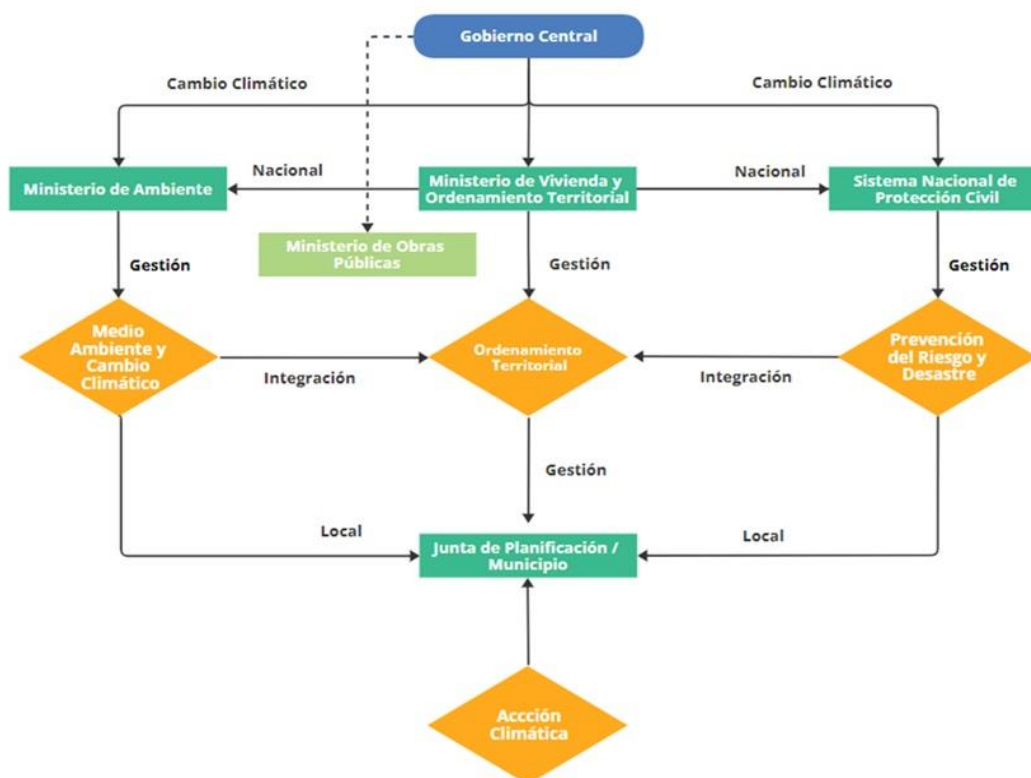 Gobierno Central
Cambio Climático
Cambio Climático
Ministerio de Ambiente
Nacional
Ministerio de Vivienda y
Ordenamiento Territorial
Nacional
Sistema Nacional de
Protección Civil
Ministerio de Obras
Públicas
Gestión
Gestión
Gestión
Medio
Ambiente y
Cambio
Climático
Integración
Ordenamiento
Territorial
Integración
Prevención
del Riesgo y
Desastre
Gestión
Local
Local
Junta de Planificación /
Municipio
Accción
Climática